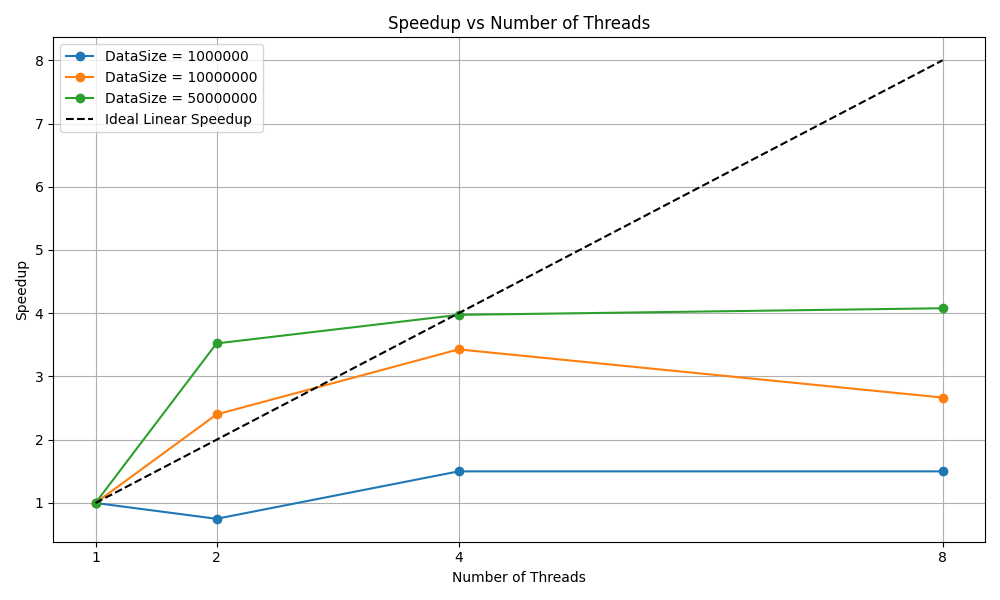 Speedup vs Number of Threads
DataSize = 1000000
DataSize = 10000000
DataSize = 50000000
Ideal Linear Speedup
8
7
6
5
4
3
2
1
Speedup
1 2 4 8
Number of Threads